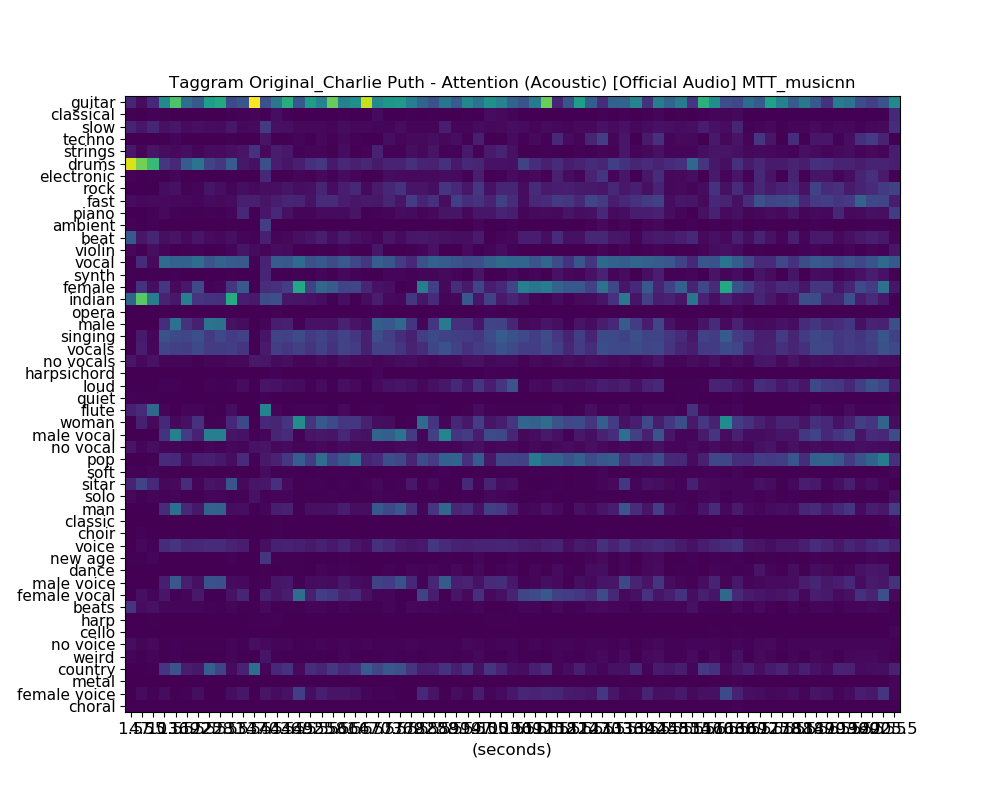 Taggram Original_Charlie Puth - Attention (Acoustic) [Official Audio] MTT_musicnn
guitar
classical
slow
techno
strings
drums
electronic
rock
fast
piano
ambient
beat
violin
vocal
synth
female
indian
opera
male
singing
vocals
no vocals
harpsichord
loud
quiet
flute
woman
male vocal
no vocal
pop
soft
sitar
solo
man
classic
choir
voice
new age
dance
male voice
female vocal
beats
harp
cello
no voice
weird
country
metal
female voice
choral
(seconds)